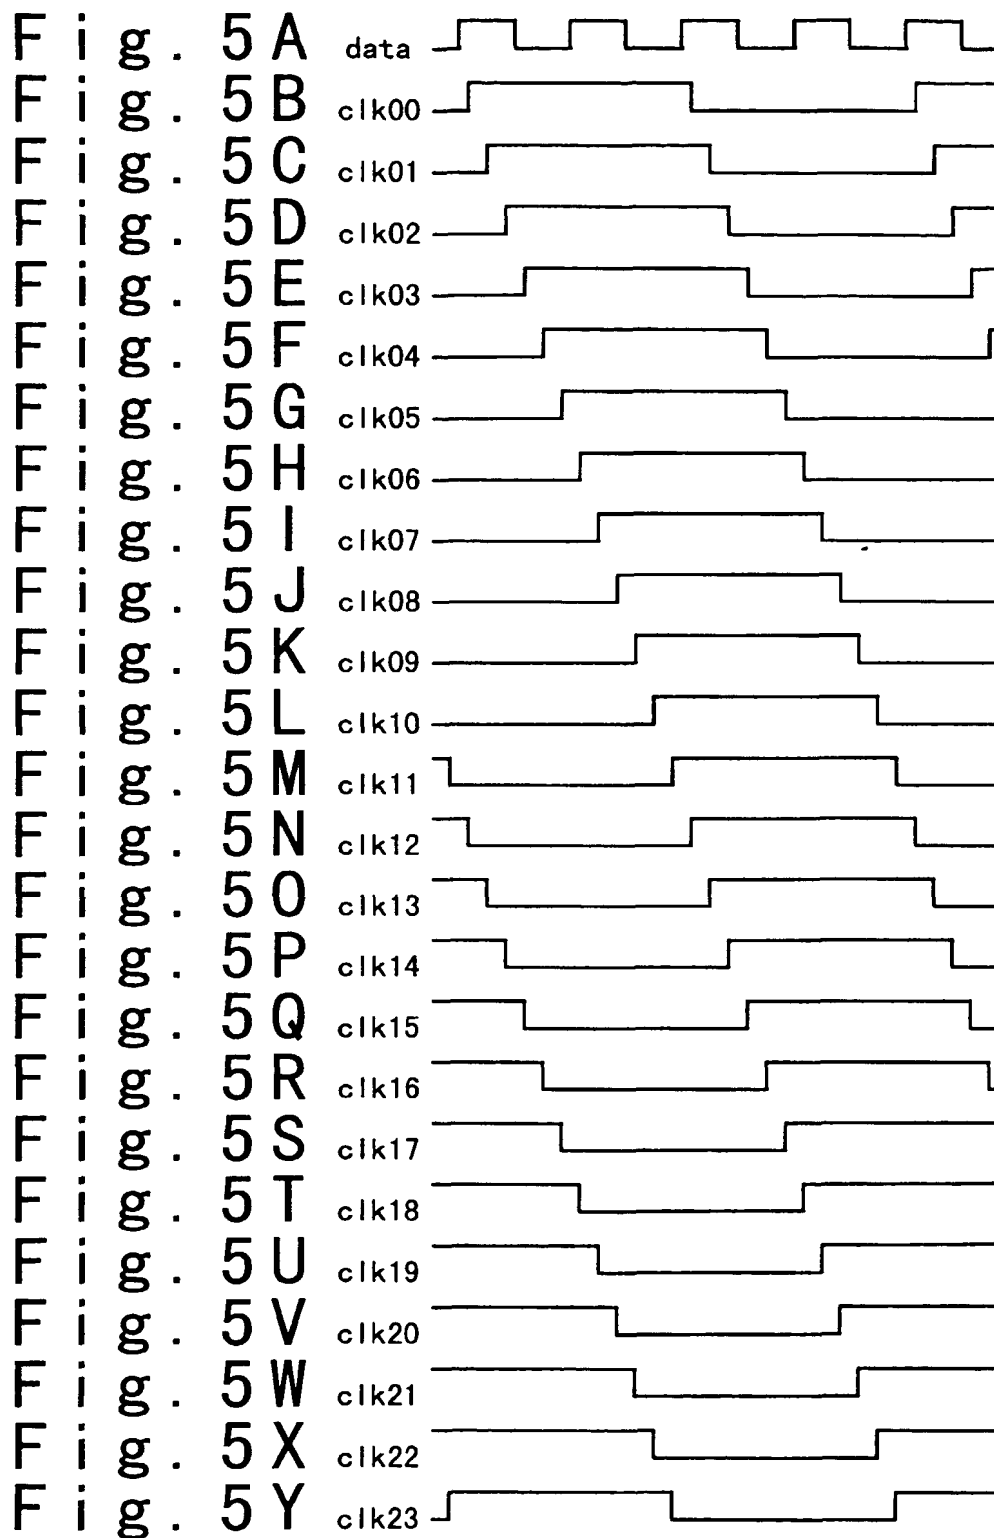 Fig. 5A data
Fig. 5B clk00
Fig. 5C clk01
Fig. 5D clk02
Fig. 5E clk03
Fig. 5F clk04
Fig. 5G clk05
Fig. 5H clk06
Fig. 5I clk07
Fig. 5J clk08
Fig. 5K clk09
Fig. 5L clk10
Fig. 5M clk11
Fig. 5N clk12
Fig. 5O clk13
Fig. 5P clk14
Fig. 5Q clk15
Fig. 5R clk16
Fig. 5S clk17
Fig. 5T clk18
Fig. 5U clk19
Fig. 5V clk20
Fig. 5W clk21
Fig. 5X clk22
Fig. 5Y clk23